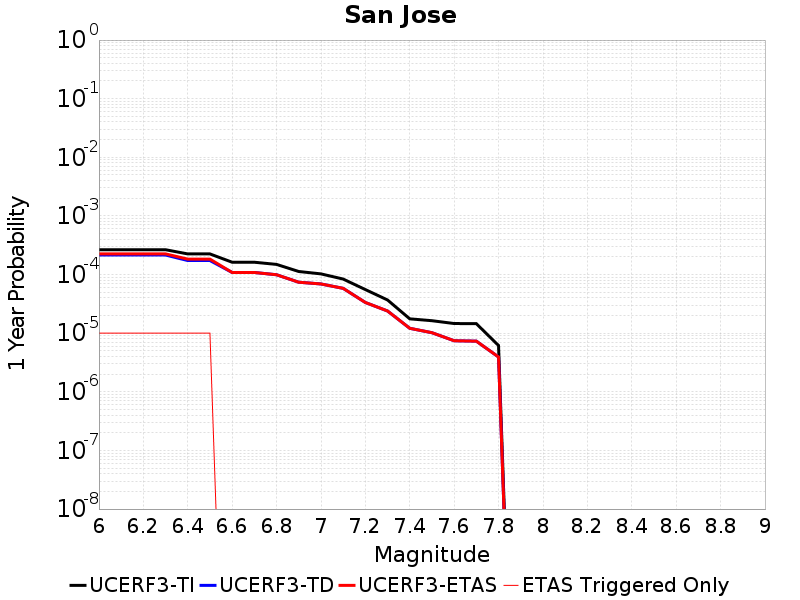 San Jose
1 Year Probability
10^0
10^-1
10^-2
10^-3
10^-4
10^-5
10^-6
10^-7
10^-8
6 6.2 6.4 6.6 6.8 7 7.2 7.4 7.6 7.8 8 8.2 8.4 8.6 8.8 9
Magnitude
UCERF3-TI UCERF3-TD UCERF3-ETAS ETAS Triggered Only